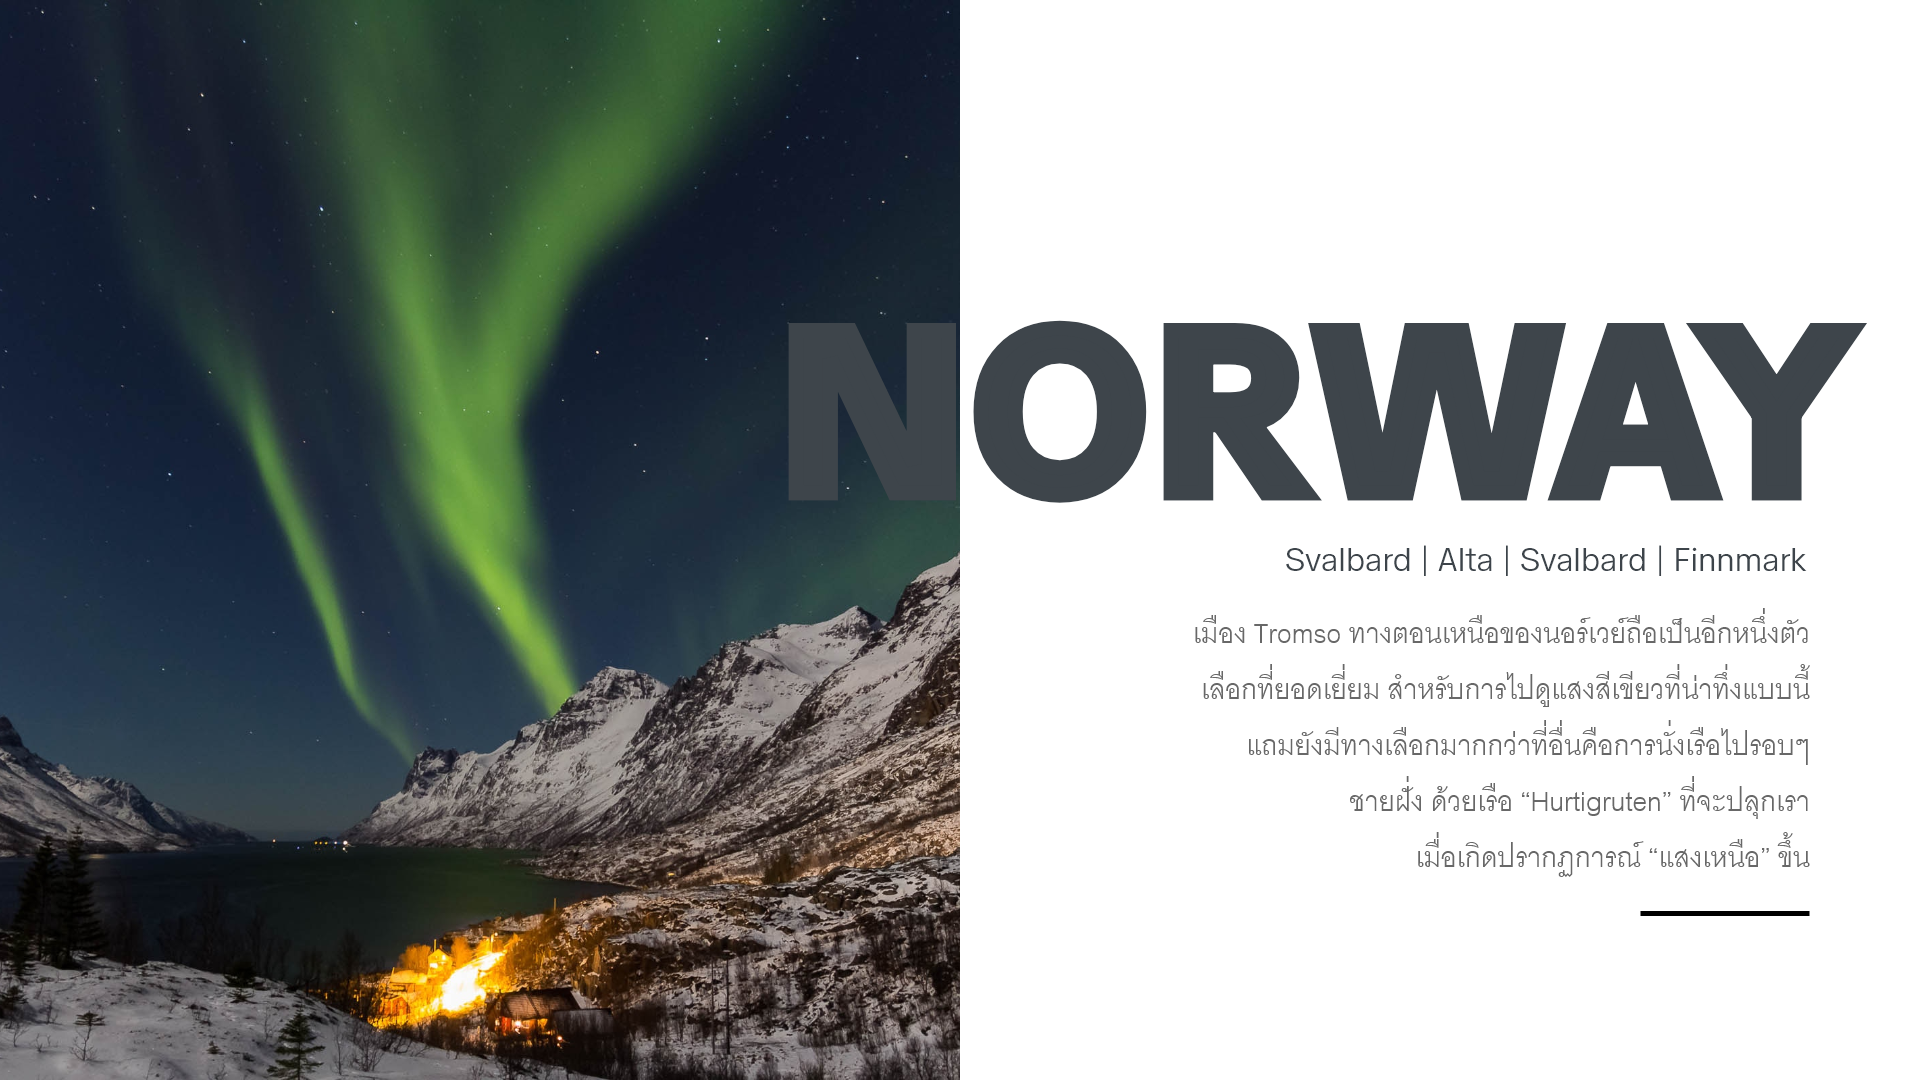 NORWAY
Svalbard | Alta | Svalbard | Finnmark
เมือง Tromso ทางตอนเหนือของนอร์เวย์ถือเป็นอีกหนึ่งตัว
เลือกที่ยอดเยี่ยม สำหรับการไปดูแสงสีเขียวที่น่าทึ่งแบบนี้
แถมยังมีทางเลือกมากกว่าที่อื่นคือการนั่งเรือไปรอบๆ
ชายฝั่ง ด้วยเรือ “Hurtigruten” ที่จะปลุกเรา
เมื่อเกิดปรากฏการณ์ “แสงเหนือ” ขึ้น